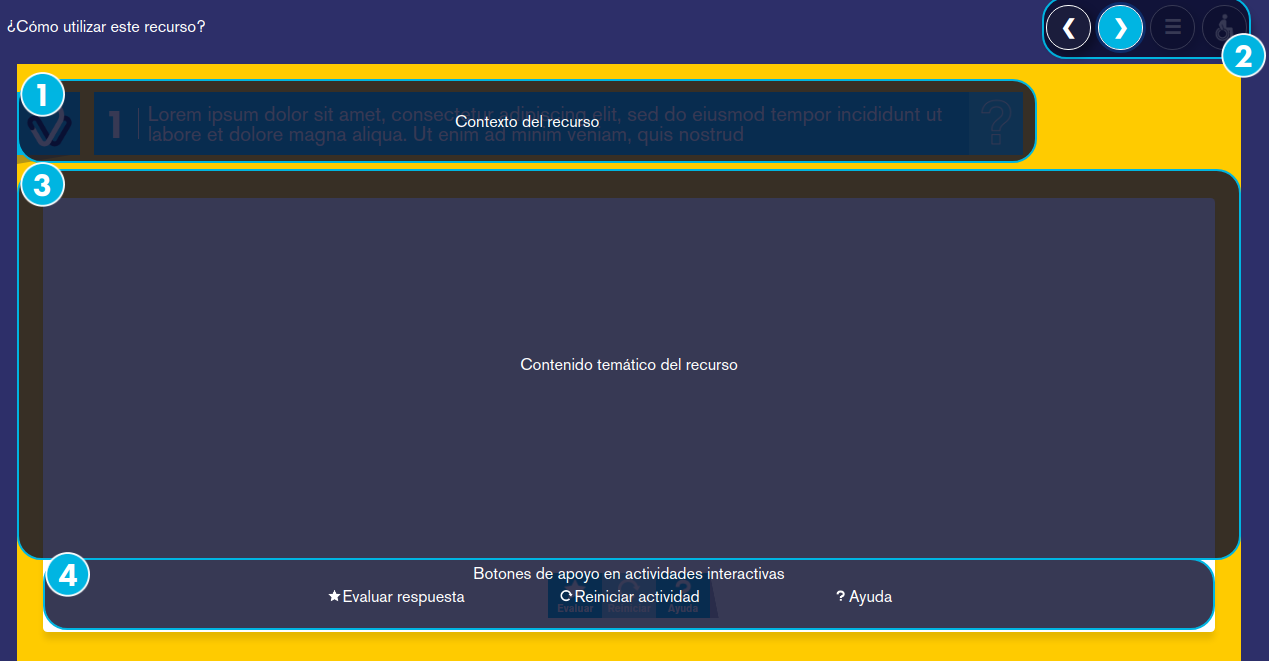 ¿Cómo utilizar este recurso?
2
1
1
Lorem ipsum dolor sit amet, consectetur adipiscing elit, sed do eiusmod tempor incididunt ut
labore et dolore magna aliqua. Ut enim ad minim veniam, quis nostrud
?
Contexto del recurso
3
Contenido temático del recurso
4
Botones de apoyo en actividades interactivas
Evaluar respuesta
Reiniciar actividad
? Ayuda
Evaluar
Reiniciar
Ayuda